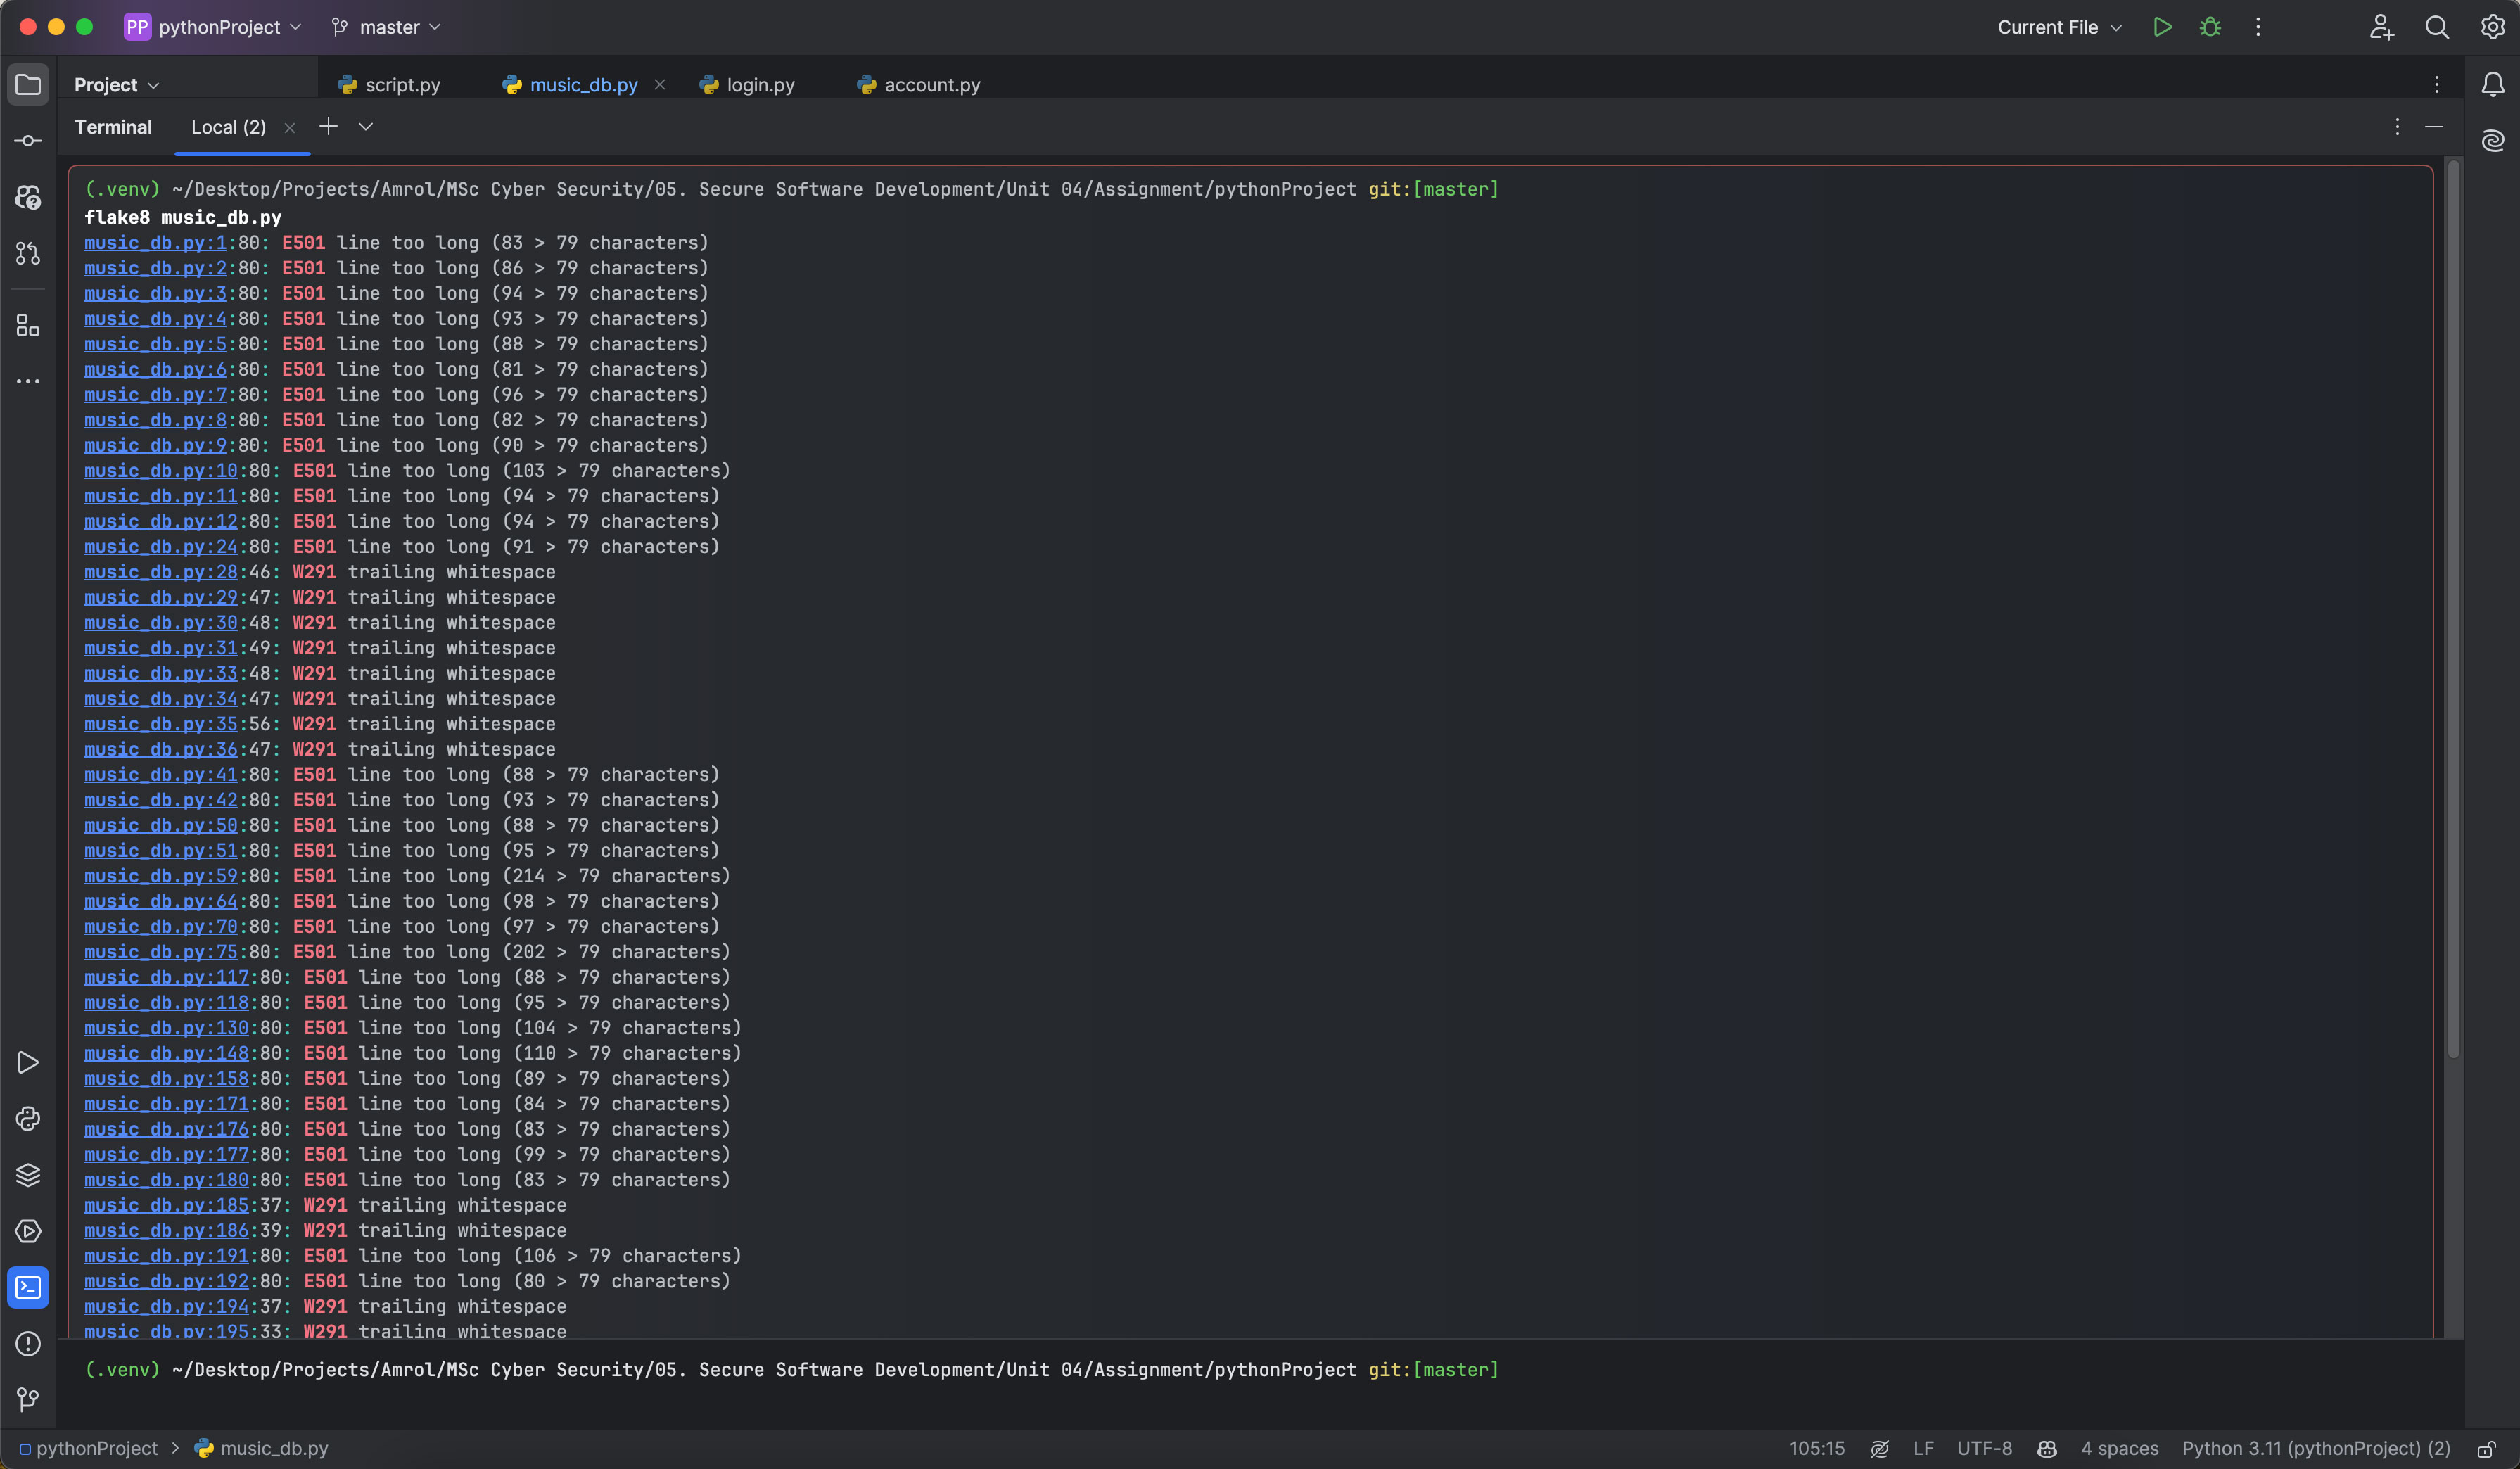 PP pythonProject master Current File
Project script.py music_db.py login.py account.py
Terminal Local (2)
(.venv) ~/Desktop/Projects/Amrol/MSc Cyber Security/05. Secure Software Development/Unit 04/Assignment/pythonProject git:[master]
flake8 music_db.py
music_db.py:1:80: E501 line too long (83 > 79 characters)
music_db.py:2:80: E501 line too long (86 > 79 characters)
music_db.py:3:80: E501 line too long (94 > 79 characters)
music_db.py:4:80: E501 line too long (93 > 79 characters)
music_db.py:5:80: E501 line too long (88 > 79 characters)
music_db.py:6:80: E501 line too long (81 > 79 characters)
music_db.py:7:80: E501 line too long (96 > 79 characters)
music_db.py:8:80: E501 line too long (82 > 79 characters)
music_db.py:9:80: E501 line too long (90 > 79 characters)
music_db.py:10:80: E501 line too long (103 > 79 characters)
music_db.py:11:80: E501 line too long (94 > 79 characters)
music_db.py:12:80: E501 line too long (94 > 79 characters)
music_db.py:24:80: E501 line too long (91 > 79 characters)
music_db.py:28:46: W291 trailing whitespace
music_db.py:29:47: W291 trailing whitespace
music_db.py:30:48: W291 trailing whitespace
music_db.py:31:49: W291 trailing whitespace
music_db.py:33:48: W291 trailing whitespace
music_db.py:34:47: W291 trailing whitespace
music_db.py:35:56: W291 trailing whitespace
music_db.py:36:47: W291 trailing whitespace
music_db.py:41:80: E501 line too long (88 > 79 characters)
music_db.py:42:80: E501 line too long (93 > 79 characters)
music_db.py:50:80: E501 line too long (88 > 79 characters)
music_db.py:51:80: E501 line too long (95 > 79 characters)
music_db.py:59:80: E501 line too long (214 > 79 characters)
music_db.py:64:80: E501 line too long (98 > 79 characters)
music_db.py:70:80: E501 line too long (97 > 79 characters)
music_db.py:75:80: E501 line too long (202 > 79 characters)
music_db.py:117:80: E501 line too long (88 > 79 characters)
music_db.py:118:80: E501 line too long (95 > 79 characters)
music_db.py:130:80: E501 line too long (104 > 79 characters)
music_db.py:148:80: E501 line too long (110 > 79 characters)
music_db.py:158:80: E501 line too long (89 > 79 characters)
music_db.py:171:80: E501 line too long (84 > 79 characters)
music_db.py:176:80: E501 line too long (83 > 79 characters)
music_db.py:177:80: E501 line too long (99 > 79 characters)
music_db.py:180:80: E501 line too long (83 > 79 characters)
music_db.py:185:37: W291 trailing whitespace
music_db.py:186:39: W291 trailing whitespace
music_db.py:191:80: E501 line too long (106 > 79 characters)
music_db.py:192:80: E501 line too long (80 > 79 characters)
music_db.py:194:37: W291 trailing whitespace
music_db.py:195:33: W291 trailing whitespace
(.venv) ~/Desktop/Projects/Amrol/MSc Cyber Security/05. Secure Software Development/Unit 04/Assignment/pythonProject git:[master]
pythonProject > music_db.py 105:15 LF UTF-8 4 spaces Python 3.11 (pythonProject) (2)